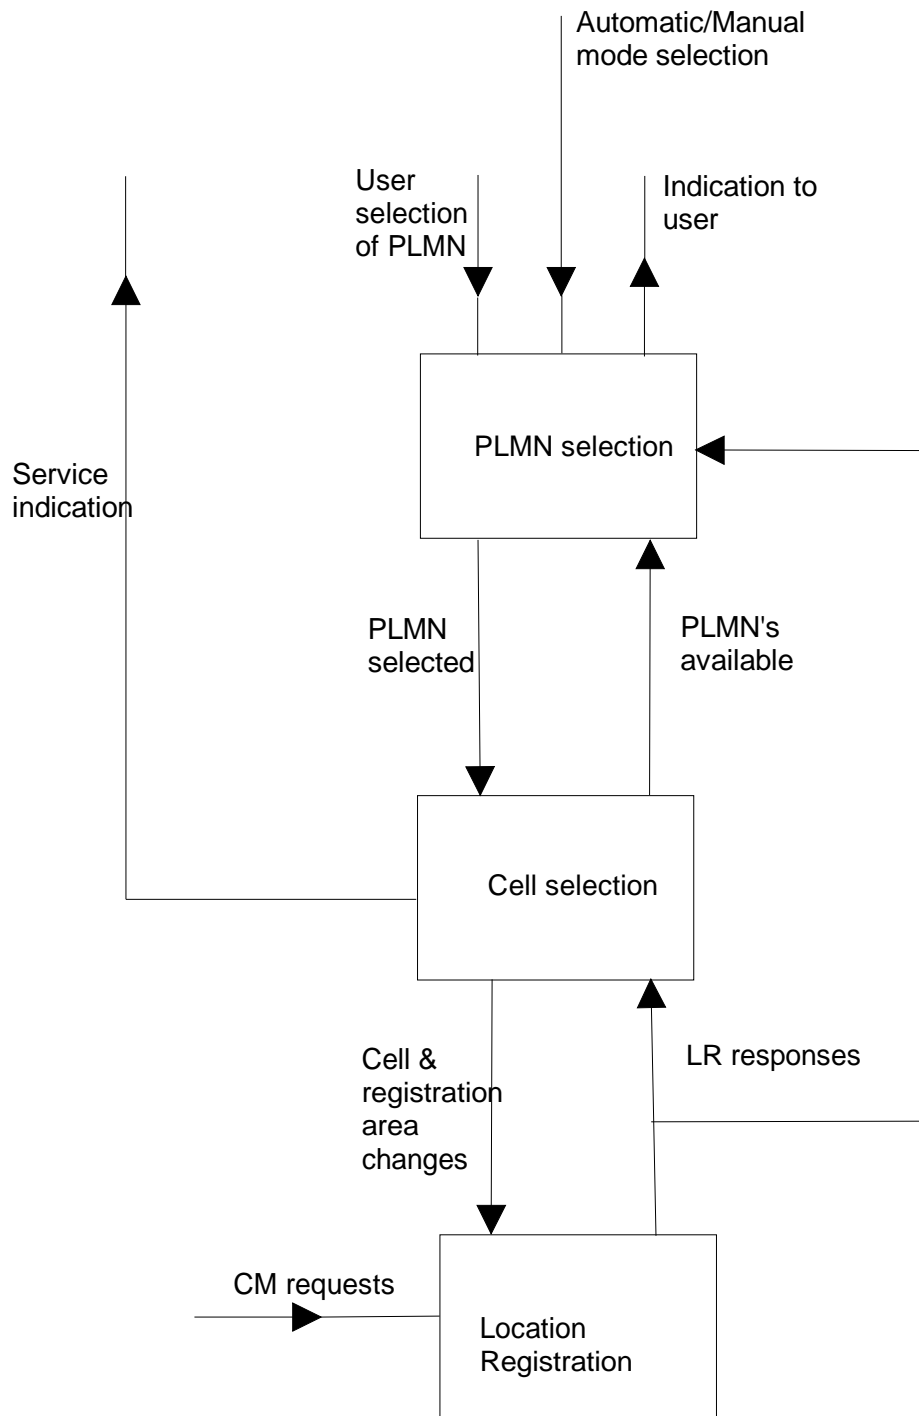 Automatic/Manual
mode selection
User
selection
of PLMN
Indication to
user
PLMN selection
Service
indication
PLMN
selected
PLMN's
available
Cell selection
Cell &
registration
area
changes
LR responses
CM requests
Location
Registration